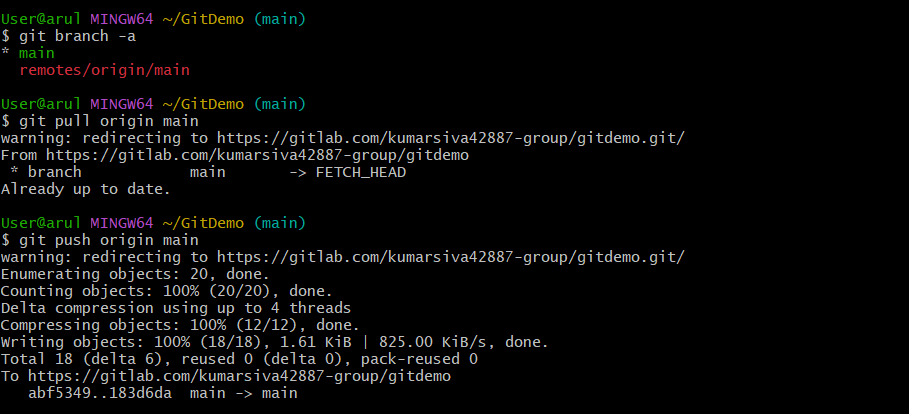 User@arul MINGW64 ~/GitDemo (main)
$ git branch -a
* main
  remotes/origin/main

User@arul MINGW64 ~/GitDemo (main)
$ git pull origin main
warning: redirecting to https://gitlab.com/kumarsiva42887-group/gitdemo.git/
From https://gitlab.com/kumarsiva42887-group/gitdemo
 * branch            main       -> FETCH_HEAD
Already up to date.

User@arul MINGW64 ~/GitDemo (main)
$ git push origin main
warning: redirecting to https://gitlab.com/kumarsiva42887-group/gitdemo.git/
Enumerating objects: 20, done.
Counting objects: 100% (20/20), done.
Delta compression using up to 4 threads
Compressing objects: 100% (12/12), done.
Writing objects: 100% (18/18), 1.61 KiB | 825.00 KiB/s, done.
Total 18 (delta 6), reused 0 (delta 0), pack-reused 0
To https://gitlab.com/kumarsiva42887-group/gitdemo
   abf5349..183d6da  main -> main